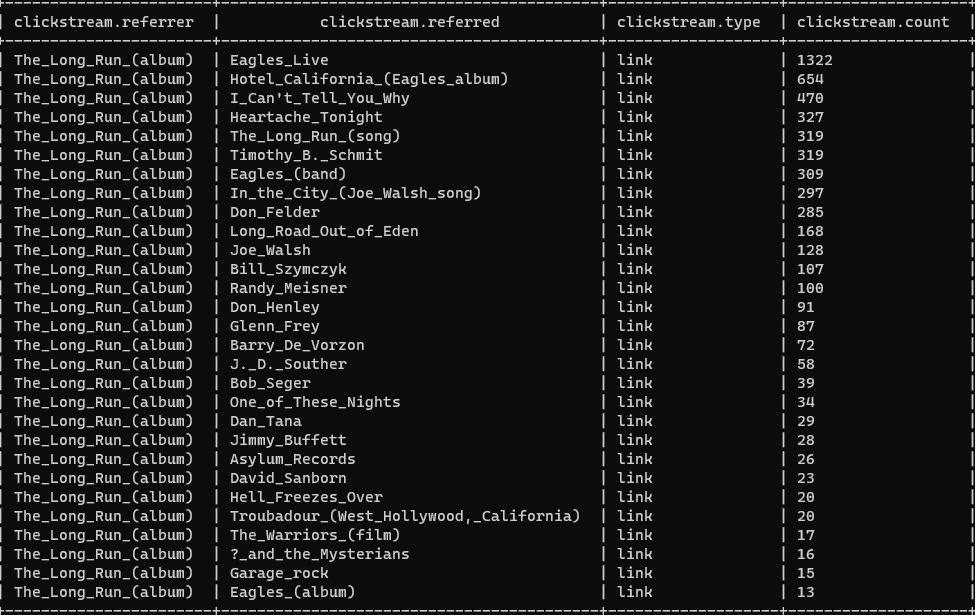 clickstream.referrer | clickstream.referred | clickstream.type | clickstream.count
The_Long_Run_(album) | Eagles_Live | link | 1322
The_Long_Run_(album) | Hotel_California_(Eagles_album) | link | 654
The_Long_Run_(album) | I_Can't_Tell_You_Why | link | 470
The_Long_Run_(album) | Heartache_Tonight | link | 327
The_Long_Run_(album) | The_Long_Run_(song) | link | 319
The_Long_Run_(album) | Timothy_B._Schmit | link | 319
The_Long_Run_(album) | Eagles_(band) | link | 309
The_Long_Run_(album) | In_the_City_(Joe_Walsh_song) | link | 297
The_Long_Run_(album) | Don_Felder | link | 285
The_Long_Run_(album) | Long_Road_Out_of_Eden | link | 168
The_Long_Run_(album) | Joe_Walsh | link | 128
The_Long_Run_(album) | Bill_Szymczyk | link | 107
The_Long_Run_(album) | Randy_Meisner | link | 100
The_Long_Run_(album) | Don_Henley | link | 91
The_Long_Run_(album) | Glenn_Frey | link | 87
The_Long_Run_(album) | Barry_De_Vorzon | link | 72
The_Long_Run_(album) | J._D._Souther | link | 58
The_Long_Run_(album) | Bob_Seger | link | 39
The_Long_Run_(album) | One_of_These_Nights | link | 34
The_Long_Run_(album) | Dan_Tana | link | 29
The_Long_Run_(album) | Jimmy_Buffett | link | 28
The_Long_Run_(album) | Asylum_Records | link | 26
The_Long_Run_(album) | David_Sanborn | link | 23
The_Long_Run_(album) | Hell_Freezes_Over | link | 20
The_Long_Run_(album) | Troubadour_(West_Hollywood,_California) | link | 20
The_Long_Run_(album) | The_Warriors_(film) | link | 17
The_Long_Run_(album) | ?_and_the_Mysterians | link | 16
The_Long_Run_(album) | Garage_rock | link | 15
The_Long_Run_(album) | Eagles_(album) | link | 13